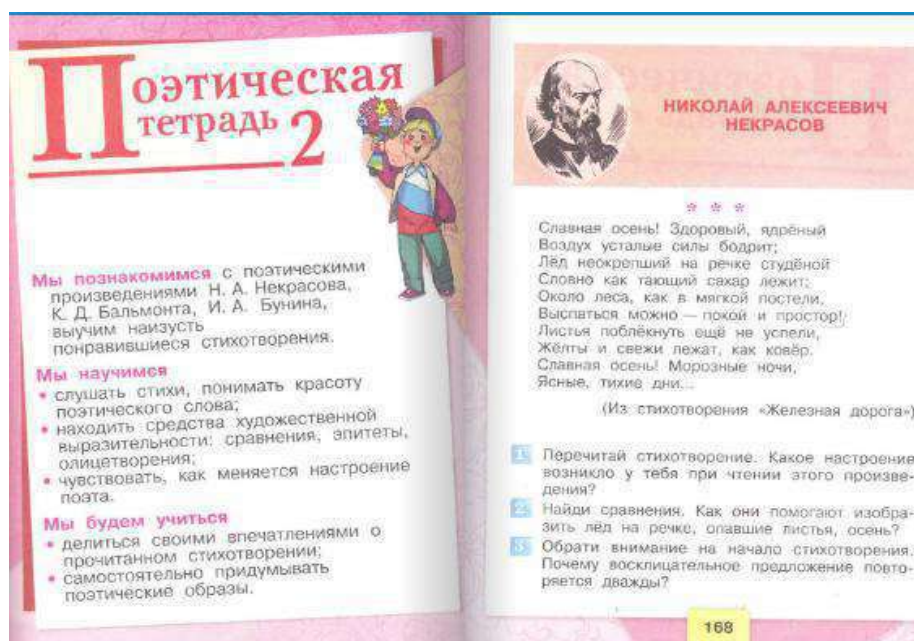 Поэтическая
тетрадь 2
Мы познакомимся с поэтическими
произведениями Н. А. Некрасова,
К. Д. Бальмонта, И. А. Бунина,
выучим наизусть
понравившиеся стихотворения.
Мы научимся
• слушать стихи, понимать красоту
поэтического слова;
• находить средства художественной
выразительности: сравнения, эпитеты,
олицетворения;
• чувствовать, как меняется настроение
поэта.
Мы будем учиться
• делиться своими впечатлениями о
прочитанном стихотворении;
• самостоятельно придумывать
поэтические образы.
НИКОЛАЙ АЛЕКСЕЕВИЧ
НЕКРАСОВ
* * *
Славная осень! Здоровый, ядрёный
Воздух усталые силы бодрит;
Лёд неокрепший на речке студёной
Словно как тающий сахар лежит;
Около леса, как в мягкой постели,
Выспаться можно — покой и простор!
Листья поблёкнуть ещё не успели,
Жёлты и свежи лежат, как ковёр.
Славная осень! Морозные ночи,
Ясные, тихие дни...
(Из стихотворения «Железная дорога»)
1. Перечитай стихотворение. Какое настроение
возникло у тебя при чтении этого произве-
дения?
2. Найди сравнения. Как они помогают изобра-
зить лёд на речке, опавшие листья, осень?
3. Обрати внимание на начало стихотворения.
Почему восклицательное предложение повто-
ряется дважды?
168